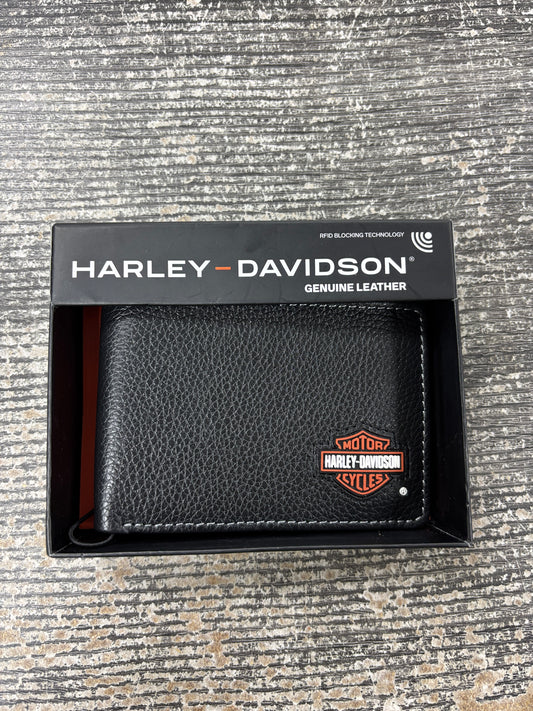 RFID BLOCKING TECHNOLOGY
HARLEY-DAVIDSON®
GENUINE LEATHER
MOTOR
HARLEY-DAVIDSON
CYCLES
®